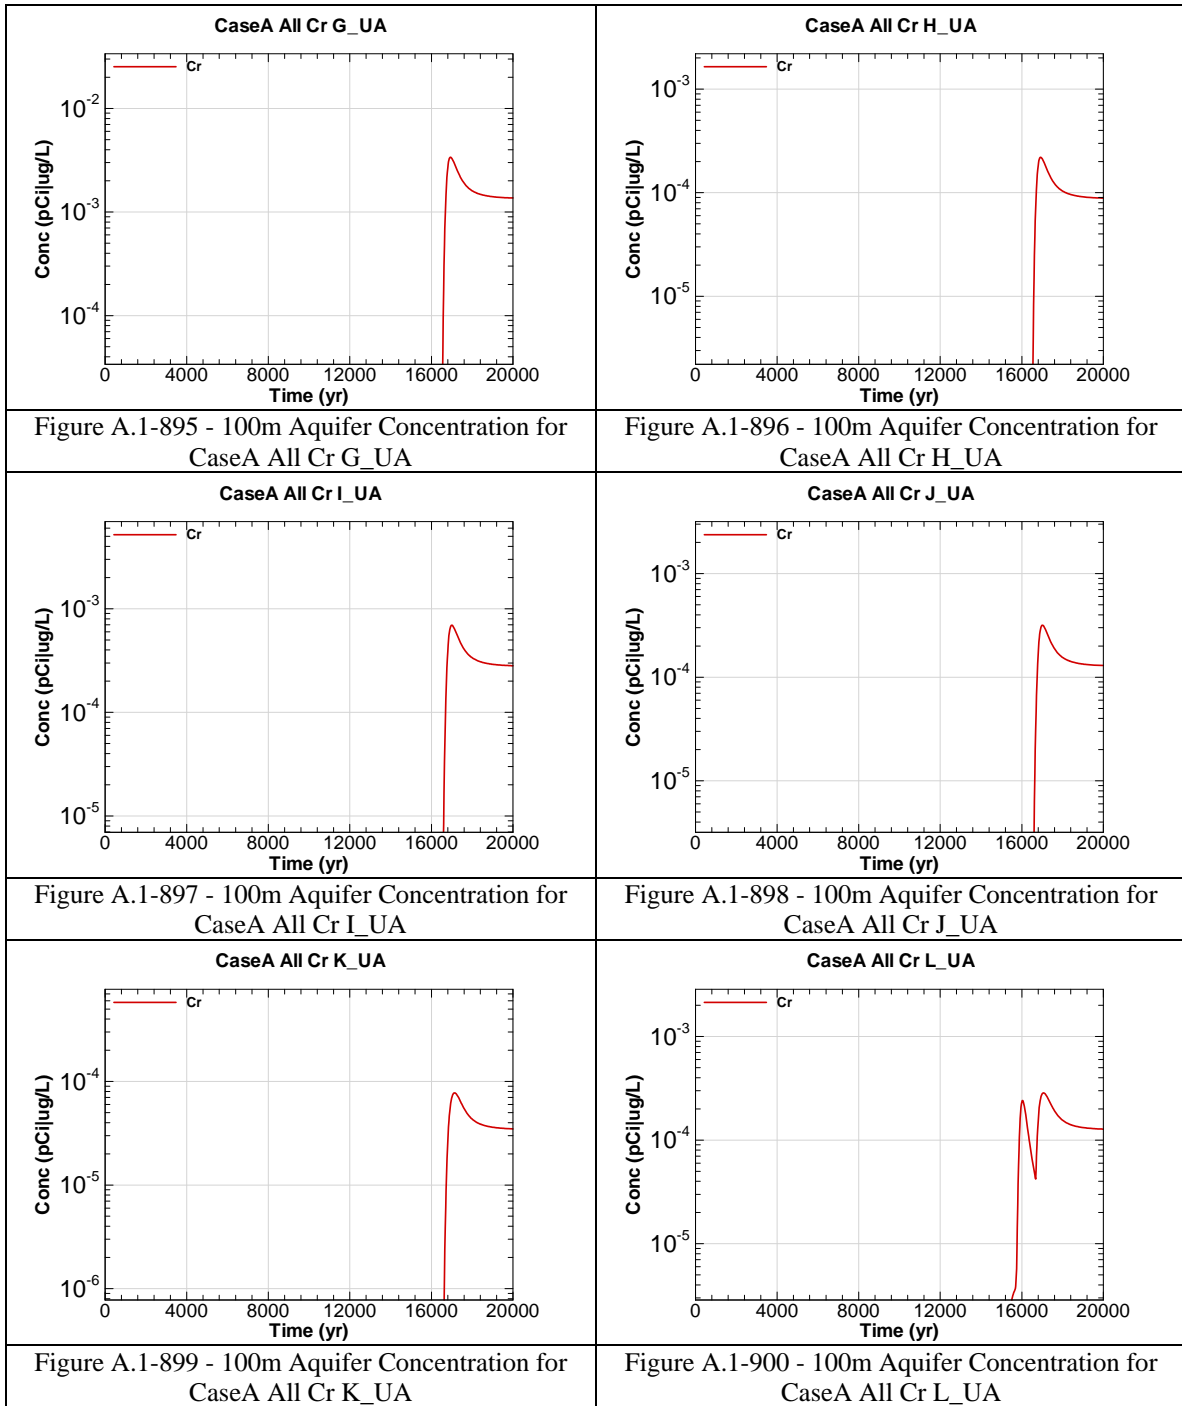 CaseA All Cr G_UA
Cr
10-2
10-3
10-4
Conc (pCi|ug/L)
0 4000 8000 12000 16000 20000
Time (yr)
Figure A.1-895 - 100m Aquifer Concentration for
CaseA All Cr G_UA
CaseA All Cr H_UA
Cr
10-3
10-4
10-5
Conc (pCi|ug/L)
0 4000 8000 12000 16000 20000
Time (yr)
Figure A.1-896 - 100m Aquifer Concentration for
CaseA All Cr H_UA
CaseA All Cr I_UA
Cr
10-3
10-4
10-5
Conc (pCi|ug/L)
0 4000 8000 12000 16000 20000
Time (yr)
Figure A.1-897 - 100m Aquifer Concentration for
CaseA All Cr I_UA
CaseA All Cr J_UA
Cr
10-3
10-4
10-5
Conc (pCi|ug/L)
0 4000 8000 12000 16000 20000
Time (yr)
Figure A.1-898 - 100m Aquifer Concentration for
CaseA All Cr J_UA
CaseA All Cr K_UA
Cr
10-4
10-5
10-6
Conc (pCi|ug/L)
0 4000 8000 12000 16000 20000
Time (yr)
Figure A.1-899 - 100m Aquifer Concentration for
CaseA All Cr K_UA
CaseA All Cr L_UA
Cr
10-3
10-4
10-5
Conc (pCi|ug/L)
0 4000 8000 12000 16000 20000
Time (yr)
Figure A.1-900 - 100m Aquifer Concentration for
CaseA All Cr L_UA